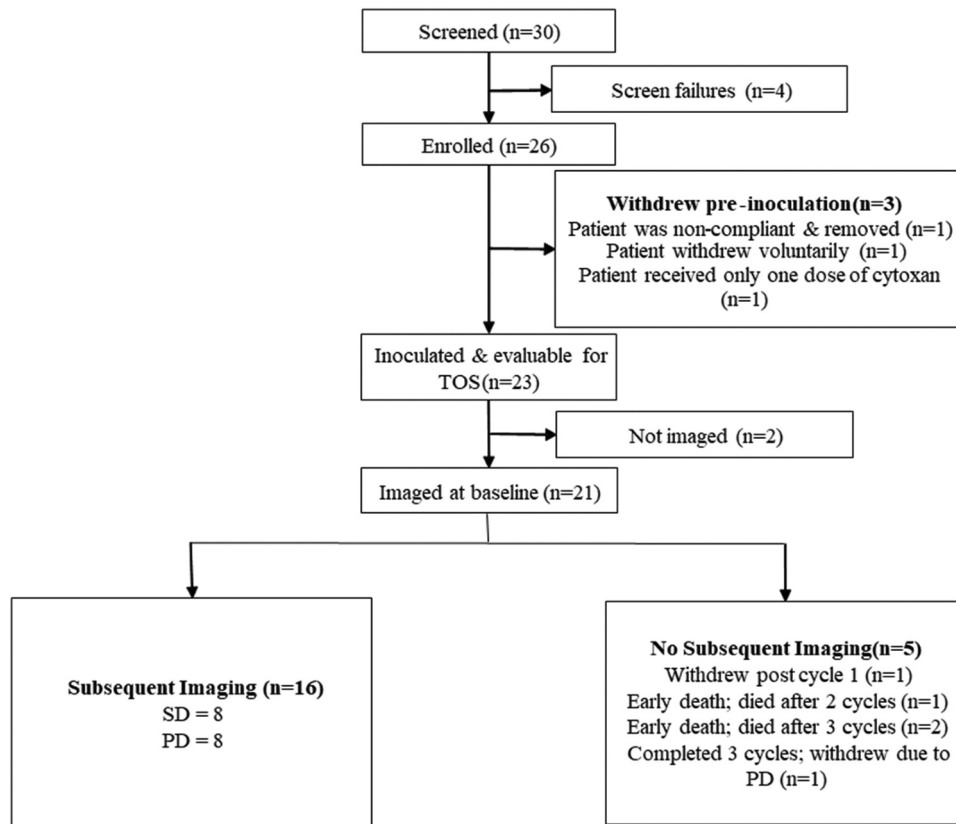 Screened (n=30)
Screen failures (n=4)
Enrolled (n=26)
Withdrew pre-inoculation(n=3)
Patient was non-compliant & removed (n=1)
Patient withdrew voluntarily (n=1)
Patient received only one dose of cytoxan
(n=1)
Inoculated & evaluable for
TOS(n=23)
Not imaged (n=2)
Imaged at baseline (n=21)
Subsequent Imaging (n=16)
SD = 8
PD = 8
No Subsequent Imaging(n=5)
Withdrew post cycle 1 (n=1)
Early death; died after 2 cycles (n=1)
Early death; died after 3 cycles (n=2)
Completed 3 cycles; withdrew due to
PD (n=1)